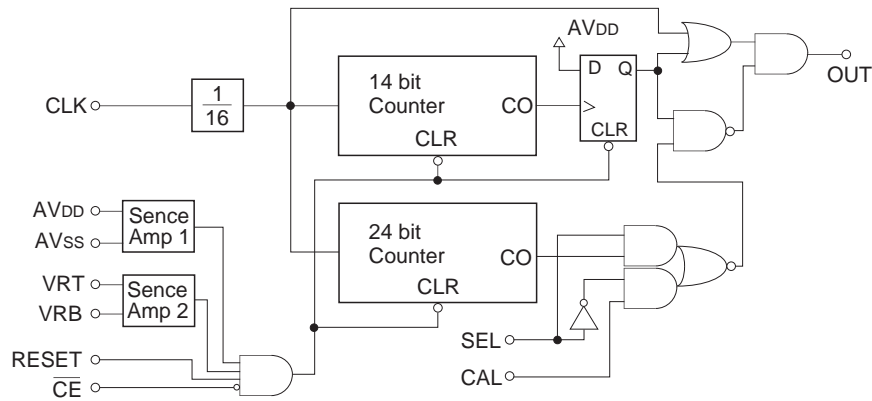 AVDD
D Q
CLR
OUT
CLK
1
16
14 bit
Counter
CO
CLR
AVDD
AVSS
Sence
Amp 1
24 bit
Counter
CO
CLR
VRT
VRB
Sence
Amp 2
SEL
CAL
RESET
CE